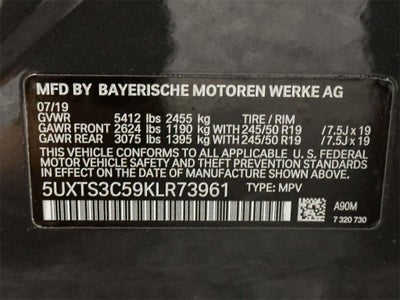 MFD BY BAYERISCHE MOTOREN WERKE AG
07/19
GVWR 5412 lbs 2455 kg TIRE / RIM
GAWR FRONT 2624 lbs 1190 kg WITH 245/50 R19 / 7.5J x 19
GAWR REAR 3075 lbs 1395 kg WITH 245/50 R19 / 7.5J x 19
THIS VEHICLE CONFORMS TO ALL APPLICABLE
FEDERAL MOTOR VEHICLE SAFETY STANDARDS IN
EFFECT ON THE DATE OF MANUFACTURE SHOWN ABOVE.
5UXTS3C59KLR73961 TYPE: MPV
A90M
7 320 730